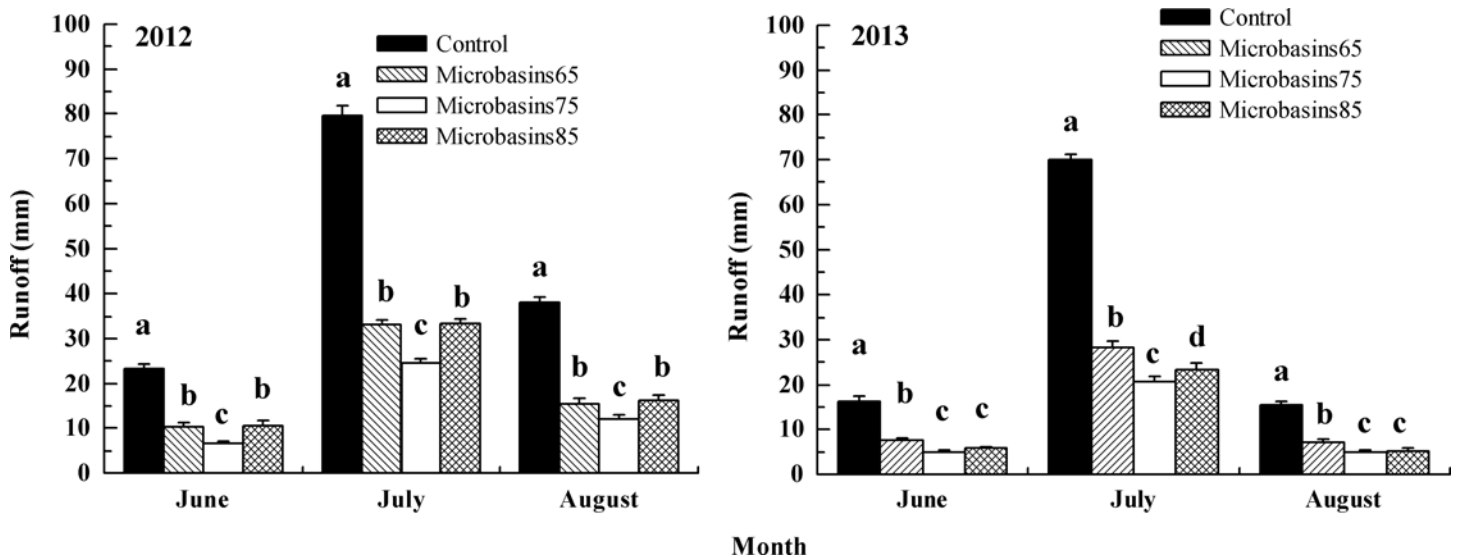 2012
Control
Microbasins65
Microbasins75
Microbasins85
Runoff (mm)
100
90
80
70
60
50
40
30
20
10
0
a
b
c
b
a
b
c
b
a
b
c
b
June
July
August
2013
Control
Microbasins65
Microbasins75
Microbasins85
Runoff (mm)
100
90
80
70
60
50
40
30
20
10
0
a
b
c
c
a
b
c
d
a
b
c
c
June
July
August
Month